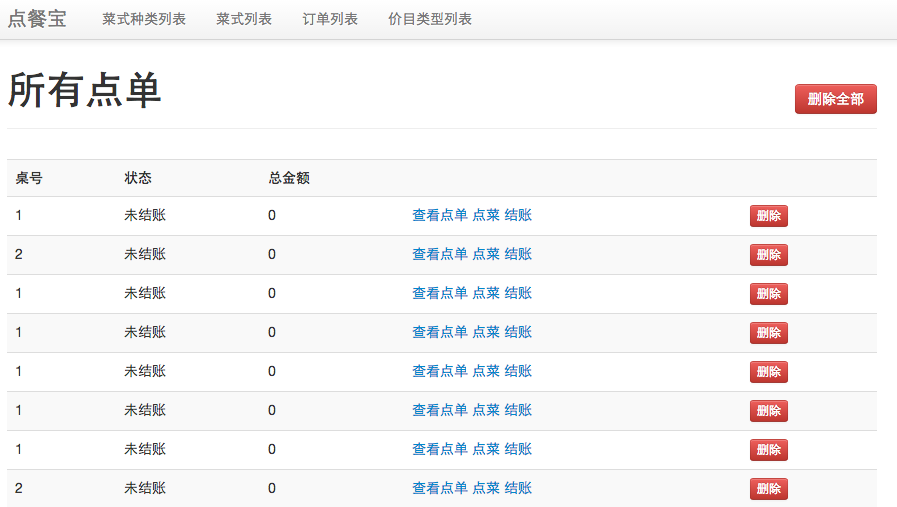 点餐宝 菜式种类列表 菜式列表 订单列表 价目类型列表
所有点单 删除全部
桌号 状态 总金额
1 未结账 0 查看点单 点菜 结账 删除
2 未结账 0 查看点单 点菜 结账 删除
1 未结账 0 查看点单 点菜 结账 删除
1 未结账 0 查看点单 点菜 结账 删除
1 未结账 0 查看点单 点菜 结账 删除
1 未结账 0 查看点单 点菜 结账 删除
1 未结账 0 查看点单 点菜 结账 删除
2 未结账 0 查看点单 点菜 结账 删除